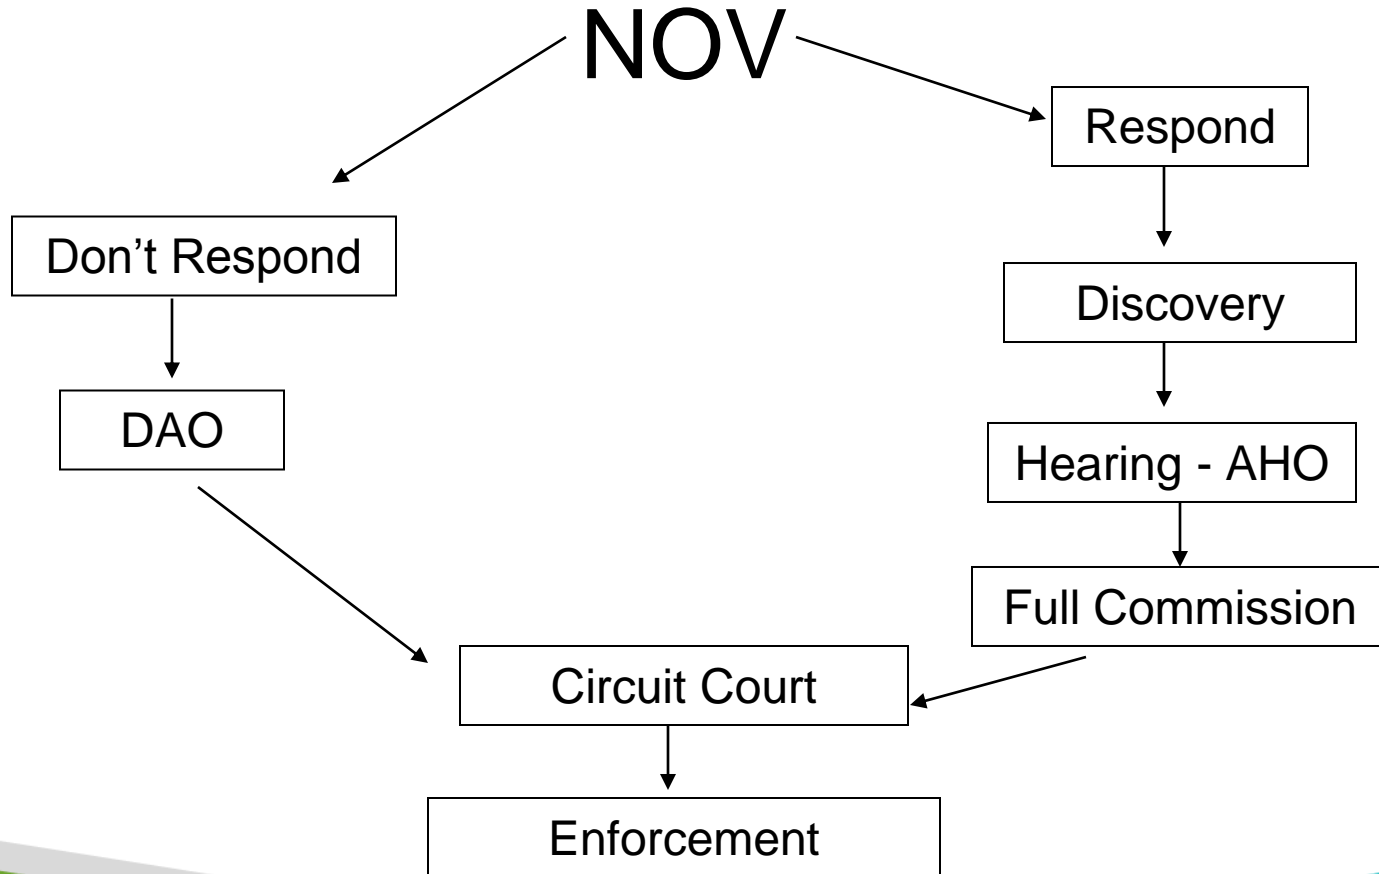 NOV
Respond
Don’t Respond
Discovery
DAO
Hearing - AHO
Full Commission
Circuit Court
Enforcement